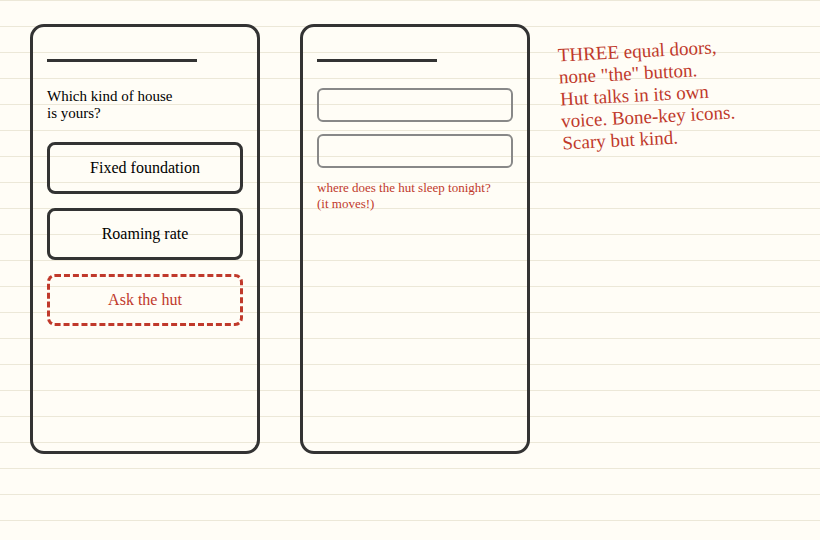 Which kind of house
is yours?
Fixed foundation
Roaming rate
Ask the hut
where does the hut sleep tonight?
(it moves!)
THREE equal doors,
none "the" button.
Hut talks in its own
voice. Bone-key icons.
Scary but kind.